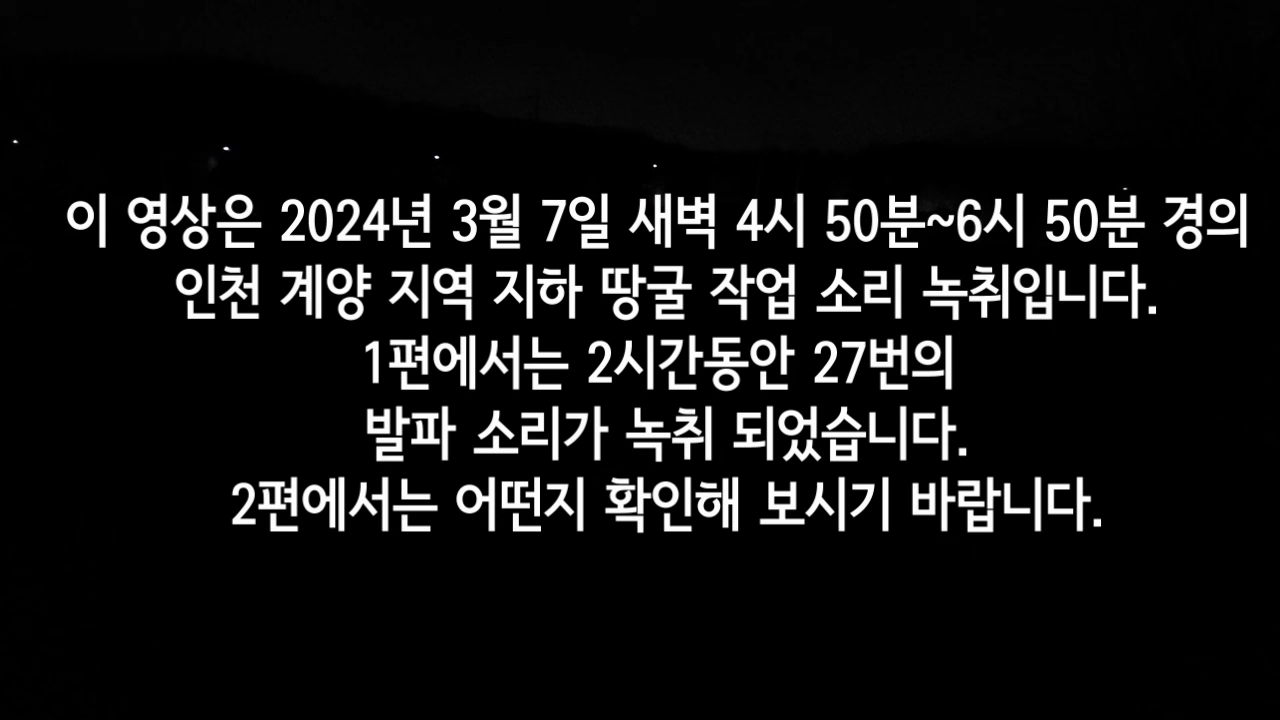 이 영상은 2024년 3월 7일 새벽 4시 50분~6시 50분 경의
인천 계양 지역 지하 땅굴 작업 소리 녹취입니다.
1편에서는 2시간동안 27번의
발파 소리가 녹취 되었습니다.
2편에서는 어떤지 확인해 보시기 바랍니다.